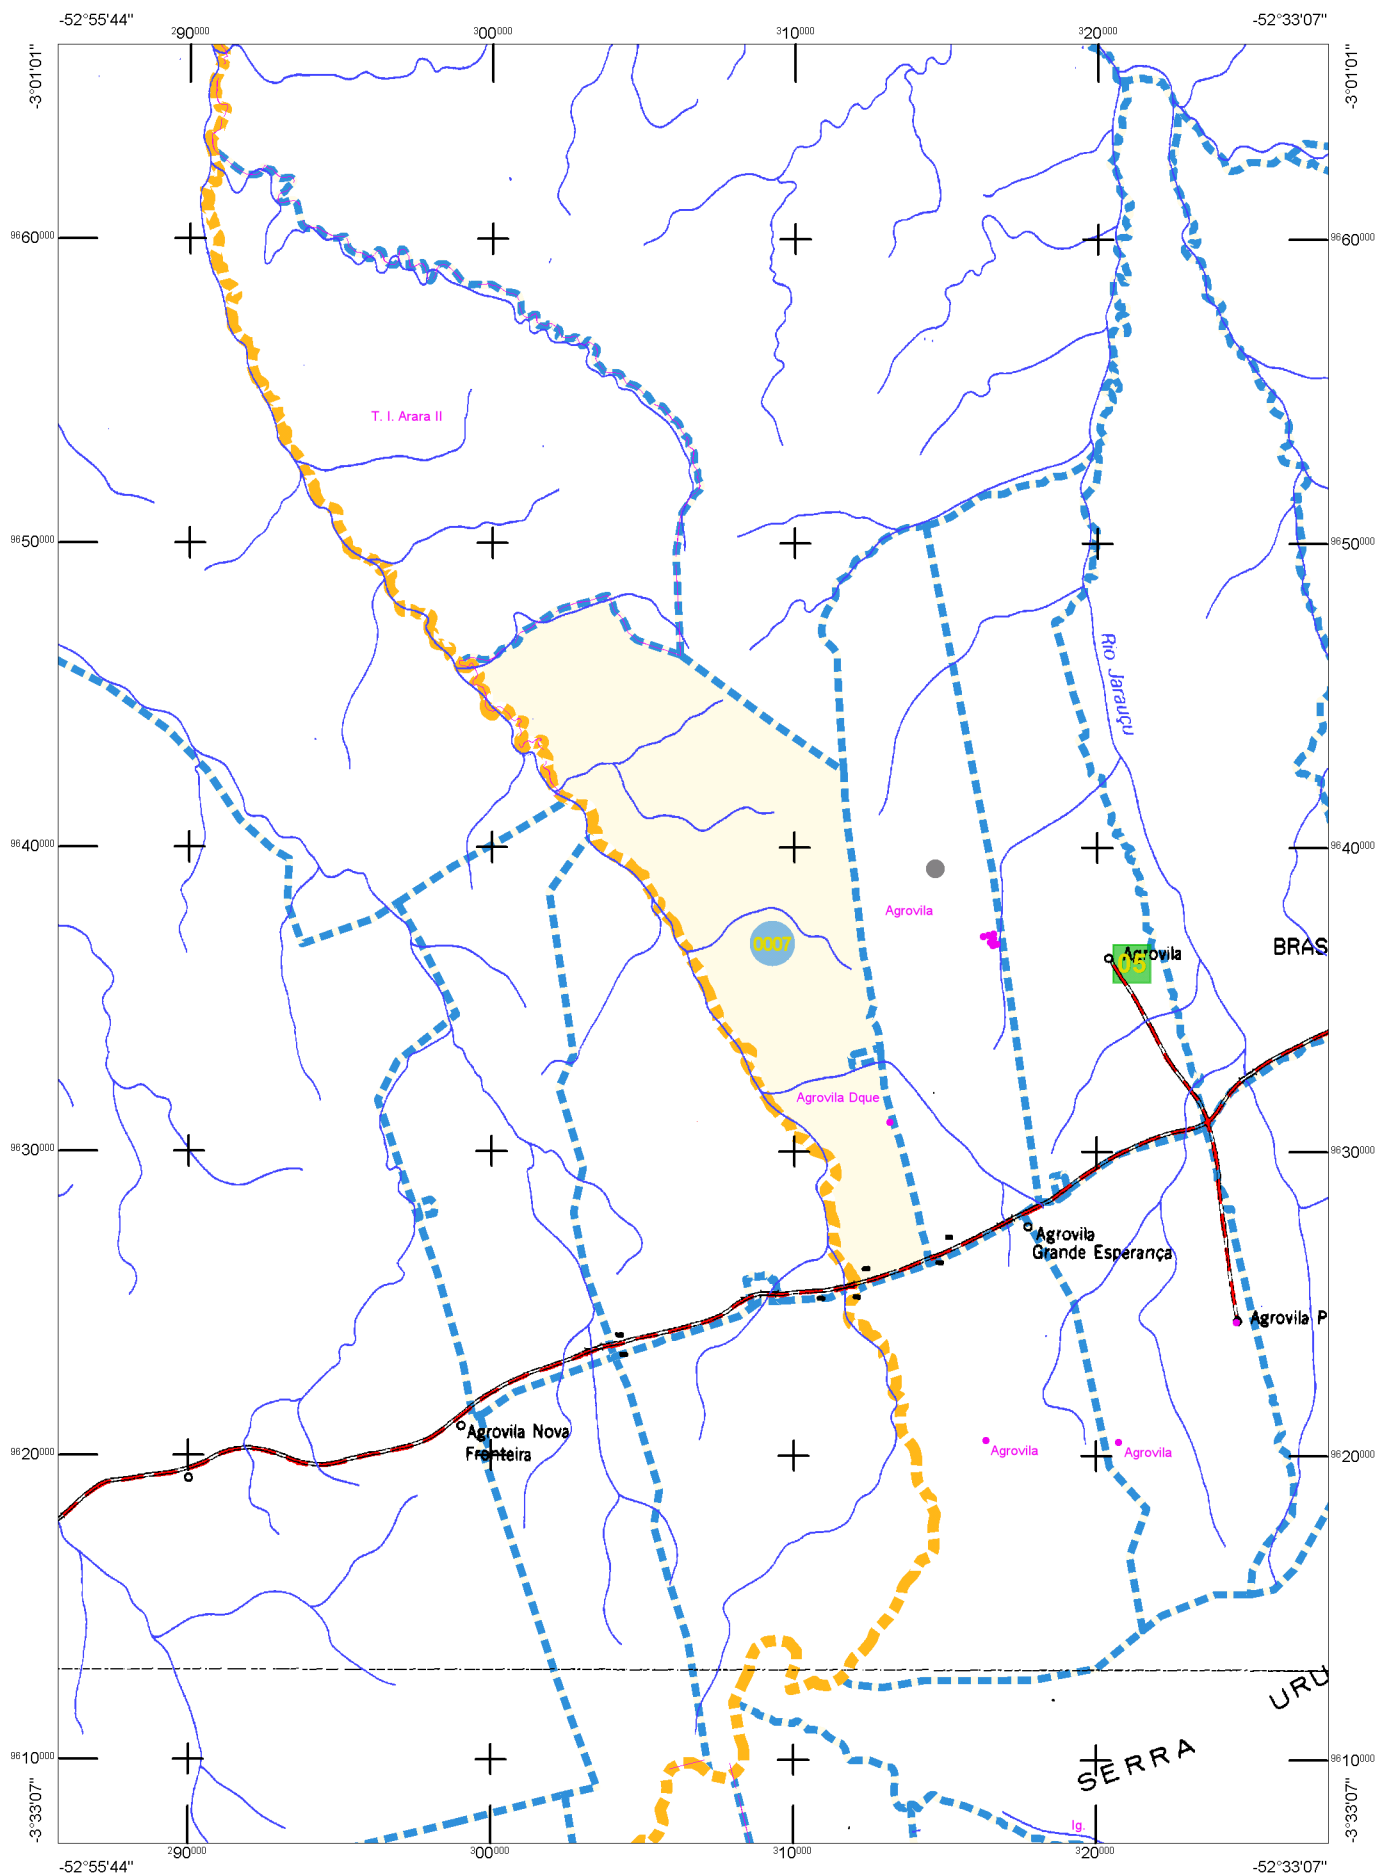 -52°55'44" -52°33'07"
290000 300000 310000 320000
-3°01'01" -3°01'01"
9660000 9660000
T. I. Arara II
9650000 9650000
Rio Jarauçu
9640000 9640000
Agrovila
0007
BRAS
Agrovila
05
Agrovila Dque
9630000 9630000
Agrovila
Grande Esperança
Agrovila P
Agrovila Nova
Fronteira
9620000 9620000
Agrovila Agrovila
URU
SERRA
9610000 9610000
-3°33'07" -3°33'07"
Ig.
290000 300000 310000 320000
-52°55'44" -52°33'07"